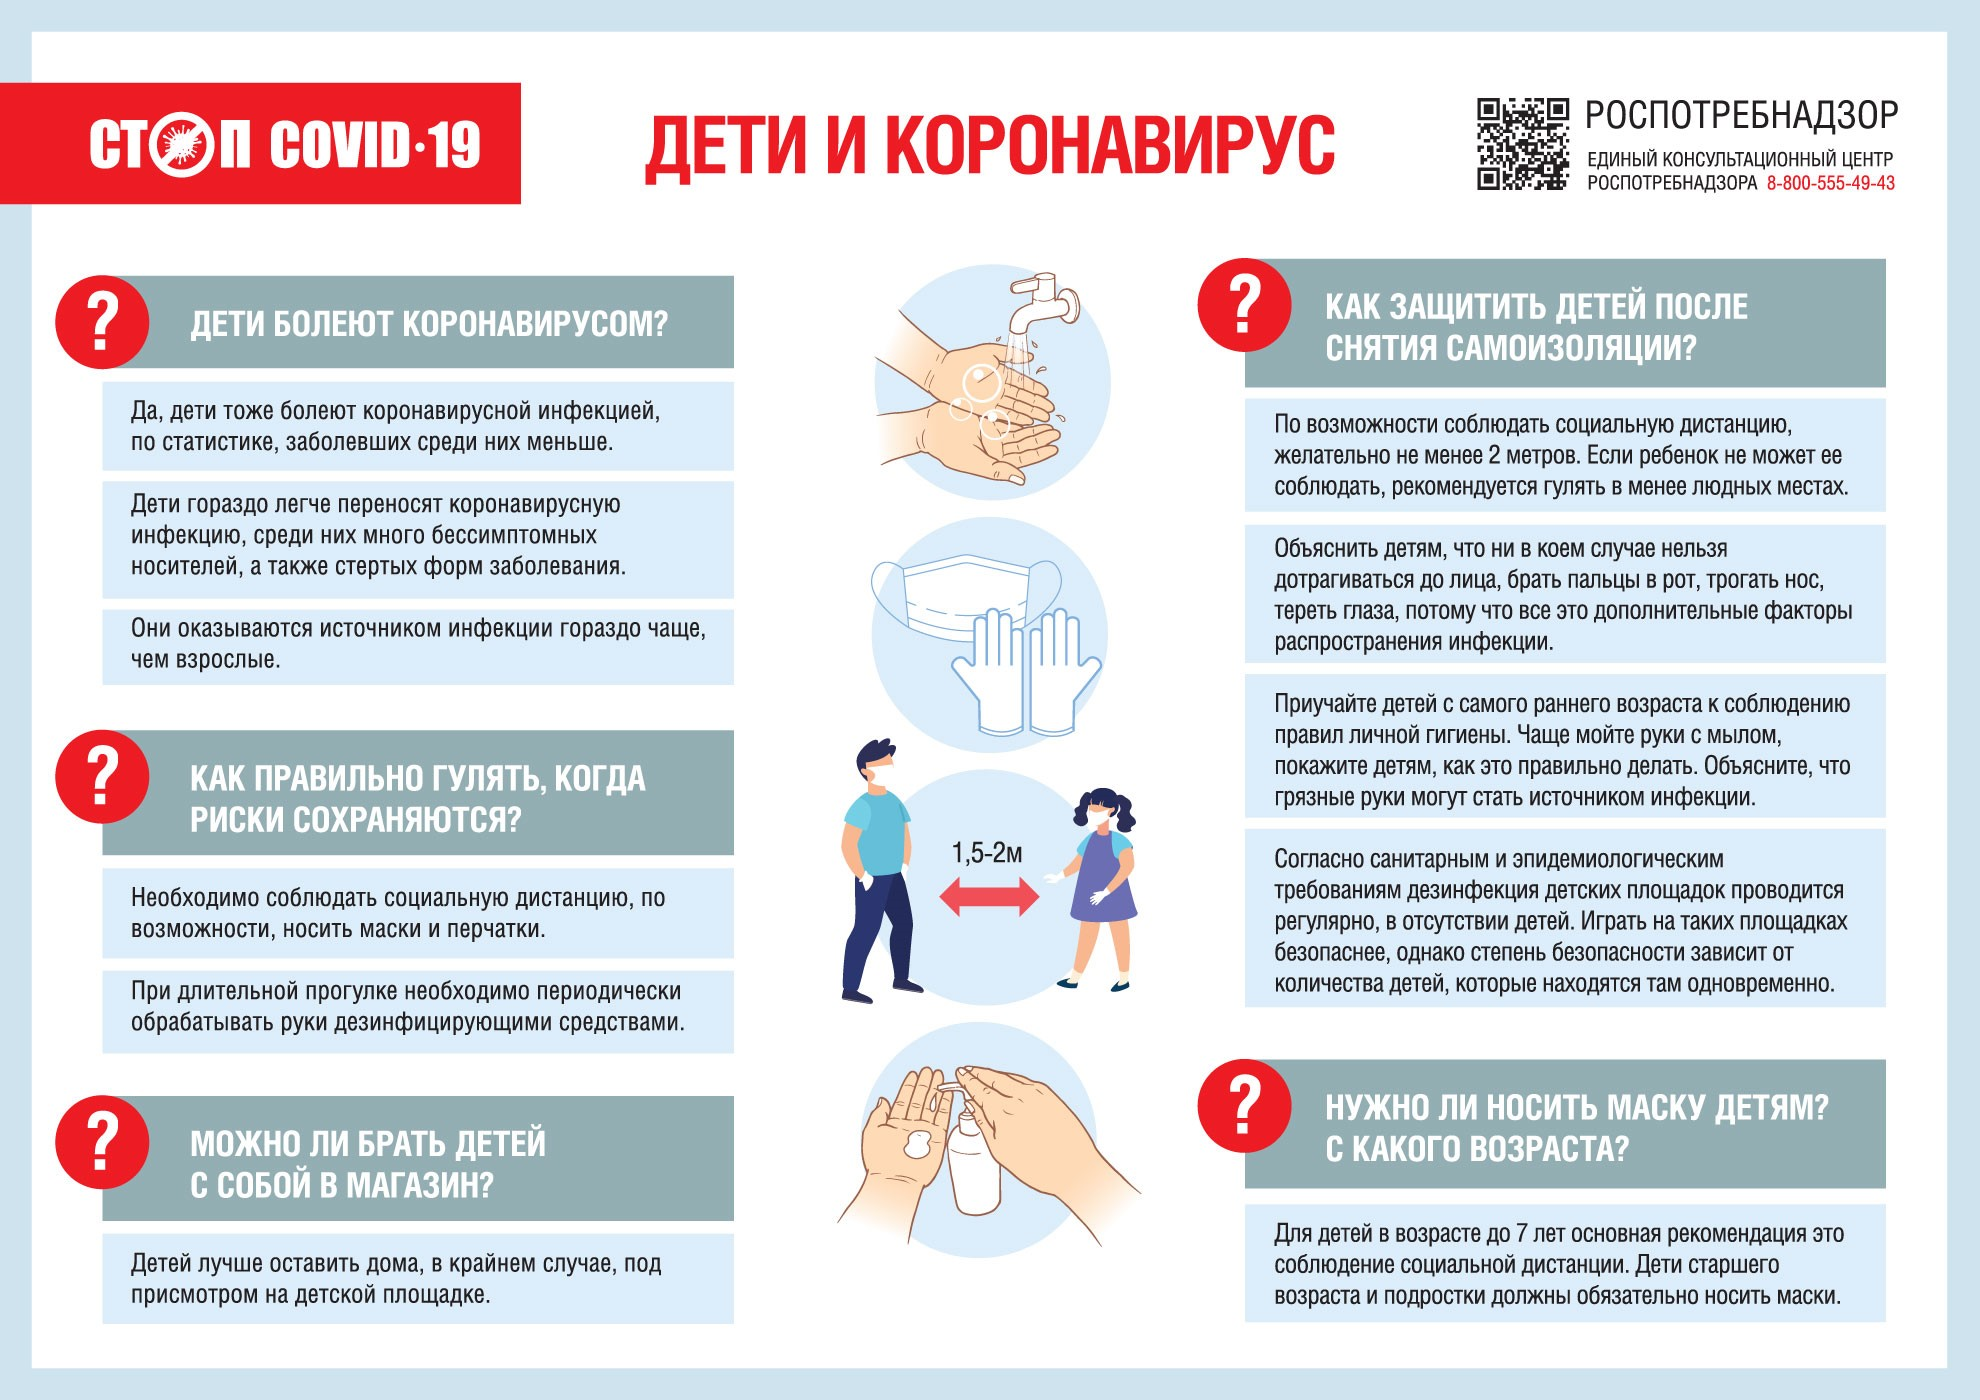 СТОП COVID·19
ДЕТИ И КОРОНАВИРУС
РОСПОТРЕБНАДЗОР
ЕДИНЫЙ КОНСУЛЬТАЦИОННЫЙ ЦЕНТР
РОСПОТРЕБНАДЗОРА 8-800-555-49-43
? ДЕТИ БОЛЕЮТ КОРОНАВИРУСОМ?
Да, дети тоже болеют коронавирусной инфекцией,
по статистике, заболевших среди них меньше.
Дети гораздо легче переносят коронавирусную
инфекцию, среди них много бессимптомных
носителей, а также стертых форм заболевания.
Они оказываются источником инфекции гораздо чаще,
чем взрослые.
? КАК ПРАВИЛЬНО ГУЛЯТЬ, КОГДА
РИСКИ СОХРАНЯЮТСЯ?
Необходимо соблюдать социальную дистанцию, по
возможности, носить маски и перчатки.
При длительной прогулке необходимо периодически
обрабатывать руки дезинфицирующими средствами.
? МОЖНО ЛИ БРАТЬ ДЕТЕЙ
С СОБОЙ В МАГАЗИН?
Детей лучше оставить дома, в крайнем случае, под
присмотром на детской площадке.
1,5-2м
? КАК ЗАЩИТИТЬ ДЕТЕЙ ПОСЛЕ
СНЯТИЯ САМОИЗОЛЯЦИИ?
По возможности соблюдать социальную дистанцию,
желательно не менее 2 метров. Если ребенок не может ее
соблюдать, рекомендуется гулять в менее людных местах.
Объяснить детям, что ни в коем случае нельзя
дотрагиваться до лица, брать пальцы в рот, трогать нос,
тереть глаза, потому что все это дополнительные факторы
распространения инфекции.
Приучайте детей с самого раннего возраста к соблюдению
правил личной гигиены. Чаще мойте руки с мылом,
покажите детям, как это правильно делать. Объясните, что
грязные руки могут стать источником инфекции.
Согласно санитарным и эпидемиологическим
требованиям дезинфекция детских площадок проводится
регулярно, в отсутствии детей. Играть на таких площадках
безопаснее, однако степень безопасности зависит от
количества детей, которые находятся там одновременно.
? НУЖНО ЛИ НОСИТЬ МАСКУ ДЕТЯМ?
С КАКОГО ВОЗРАСТА?
Для детей в возрасте до 7 лет основная рекомендация это
соблюдение социальной дистанции. Дети старшего
возраста и подростки должны обязательно носить маски.